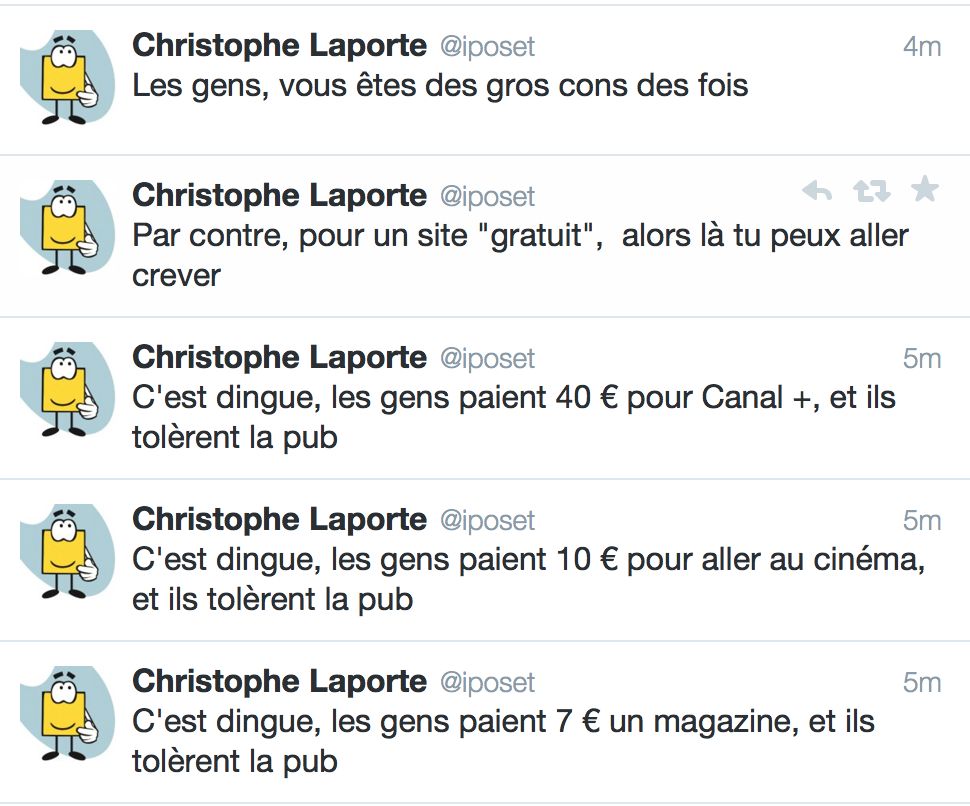 Christophe Laporte @iposet 4m
Les gens, vous êtes des gros cons des fois
Christophe Laporte @iposet
Par contre, pour un site "gratuit",  alors là tu peux aller
crever
Christophe Laporte @iposet 5m
C'est dingue, les gens paient 40 € pour Canal +, et ils
tolèrent la pub
Christophe Laporte @iposet 5m
C'est dingue, les gens paient 10 € pour aller au cinéma,
et ils tolèrent la pub
Christophe Laporte @iposet 5m
C'est dingue, les gens paient 7 € un magazine, et ils
tolèrent la pub